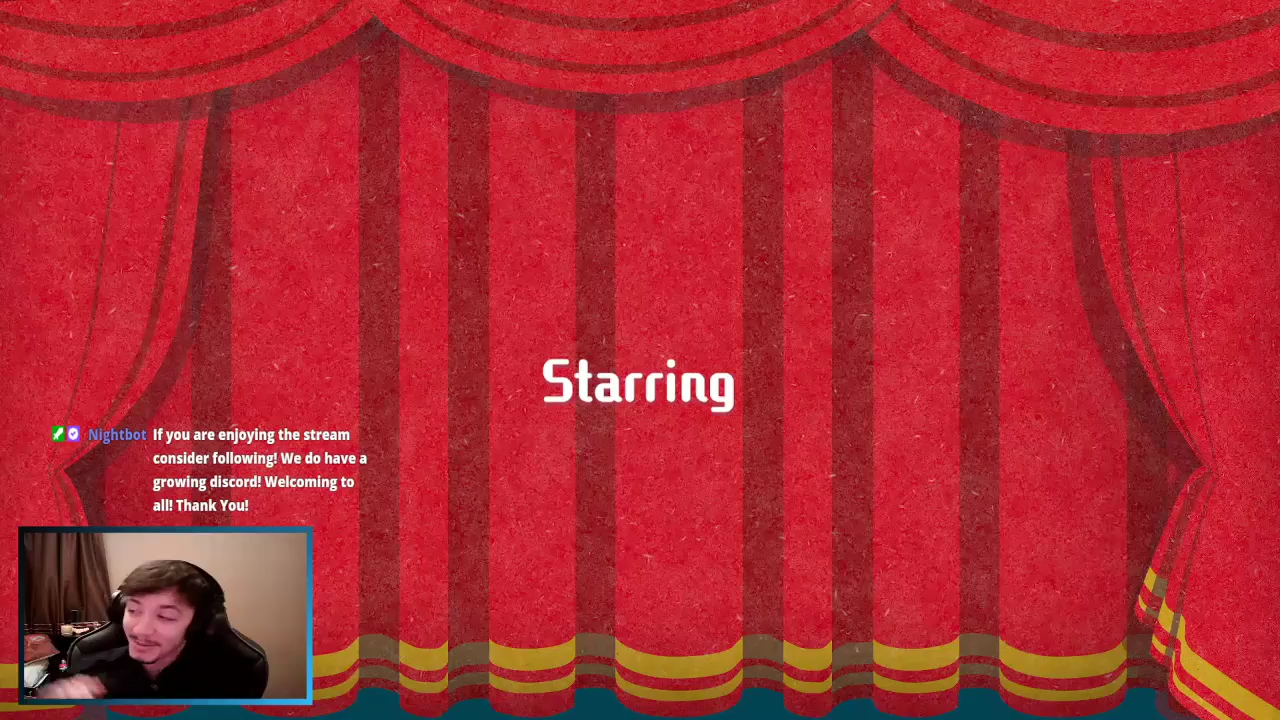 Starring
Nightbot If you are enjoying the stream
consider following! We do have a
growing discord! Welcoming to
all! Thank You!